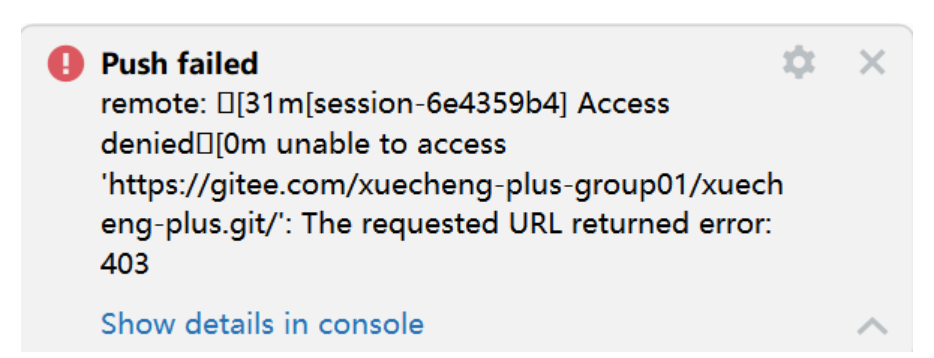 Push failed
remote: [31m[session-6e4359b4] Access
denied[0m unable to access
'https://gitee.com/xuecheng-plus-group01/xuech
eng-plus.git/': The requested URL returned error:
403
Show details in console